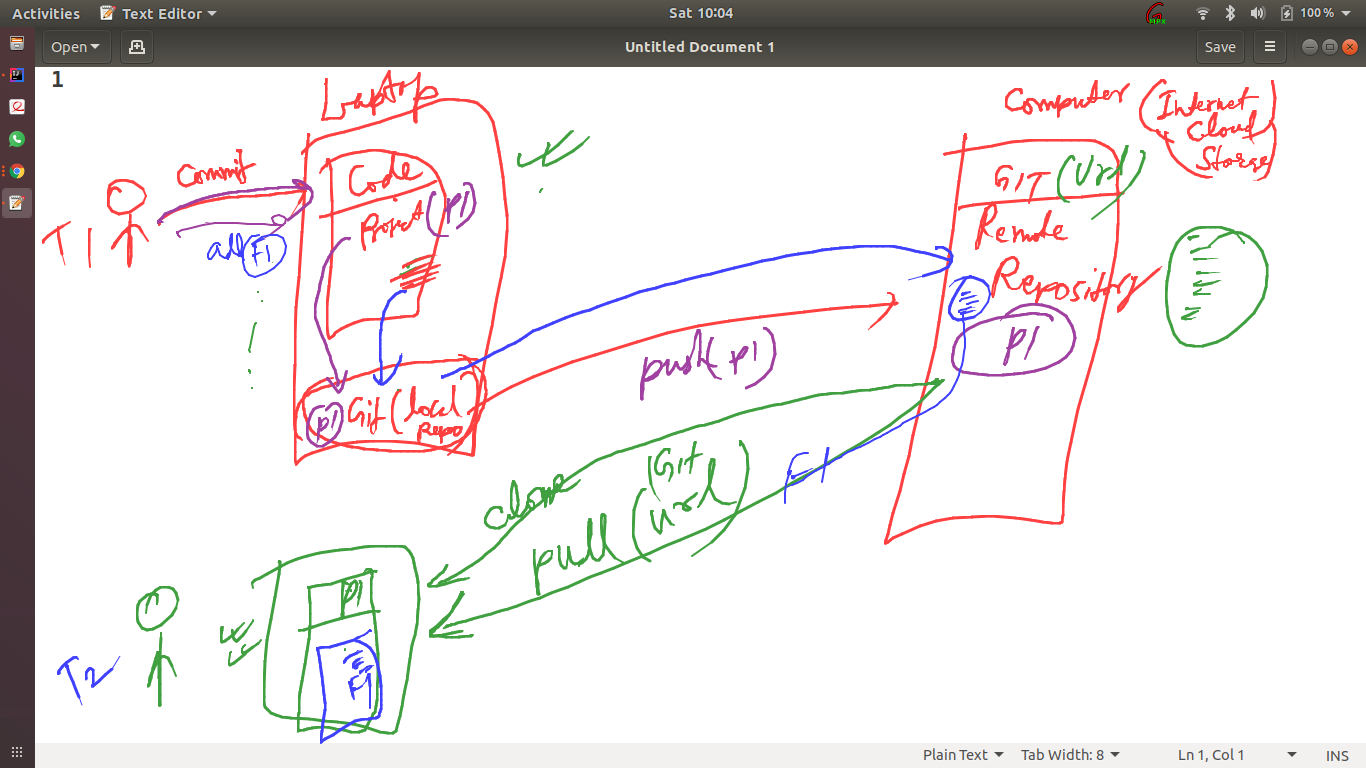 Activities
Text Editor
Sat 10:04
MPX
100%
Open
Untitled Document 1
Save
1
Laptop
Computer
Internet
Cloud
Storage
Commit
Code
GIT (Url)
T1
Project (P1)
Remote
add F1
Repository
P1
push(p1)
p1
Git (local
repo
clone
(Git
pull (url)
F1
P1
T2
F1
Plain Text
Tab Width: 8
Ln 1, Col 1
INS